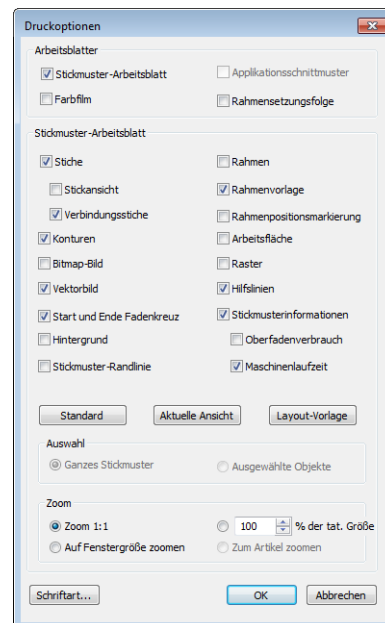 Druckoptionen
Arbeitsblatter
Stickmuster-Arbeitsblatt
Applikationsschnittmuster
Farbfilm
Rahmensetzungsfolge
Stickmuster-Arbeitsblatt
Stiche
Rahmen
Stickansicht
Rahmenvorlage
Verbindungsstiche
Rahmenpositionsmarkierung
Konturen
Arbeitsfläche
Bitmap-Bild
Raster
Vektorbild
Hilfslinien
Start und Ende Fadenkreuz
Stickmusterinformationen
Hintergrund
Oberfadenverbrauch
Stickmuster-Randlinie
Maschinenlaufzeit
Standard
Aktuelle Ansicht
Layout-Vorlage
Auswahl
Ganzes Stickmuster
Ausgewählte Objekte
Zoom
Zoom 1:1
100 % der tat. Größe
Auf Fenstergröße zoomen
Zum Artikel zoomen
Schriftart...
OK
Abbrechen